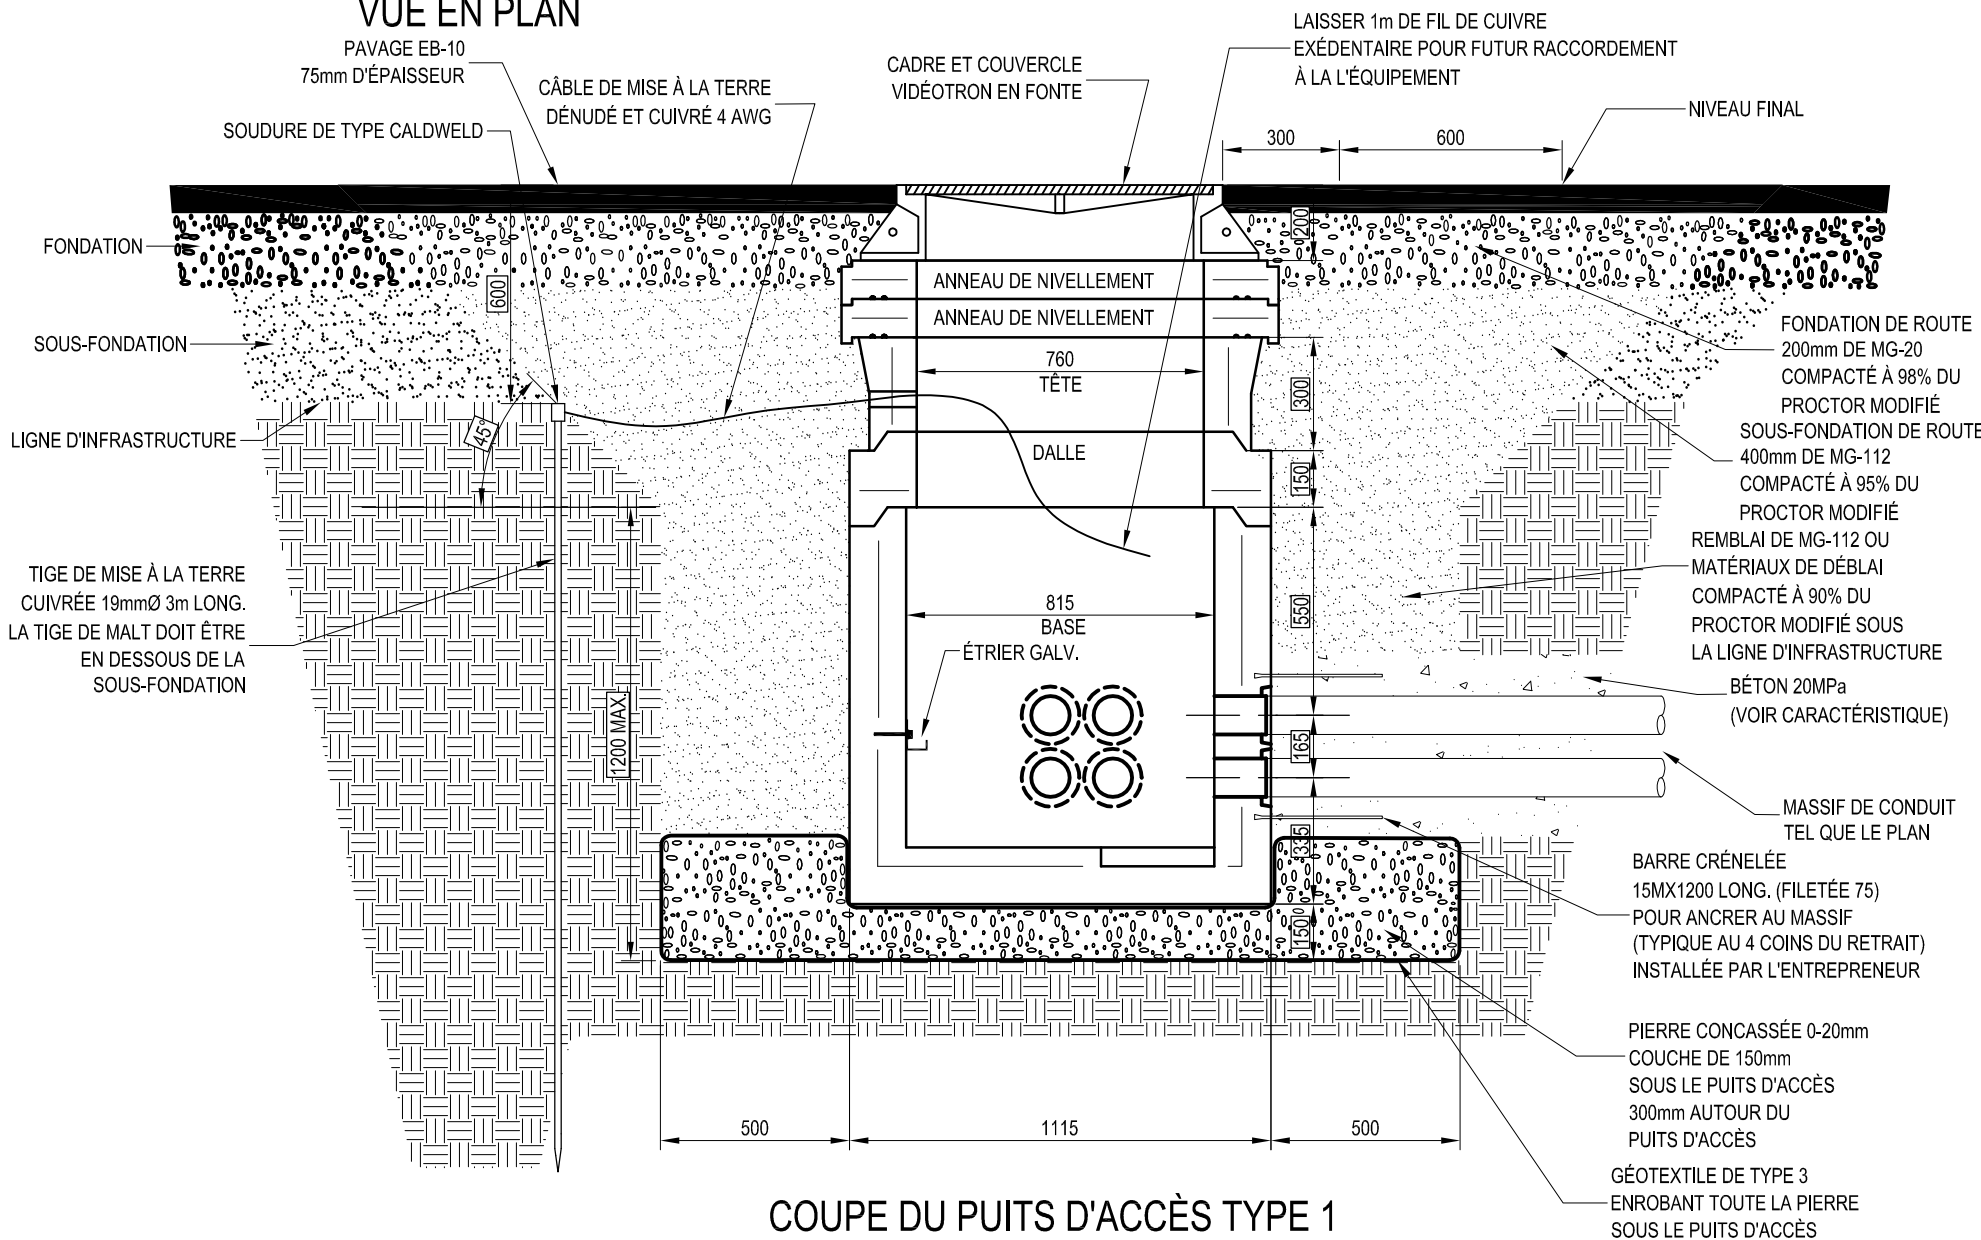 VUE EN PLAN
PAVAGE EB-10
75mm D'ÉPAISSEUR
CÂBLE DE MISE À LA TERRE
DÉNUDÉ ET CUIVRÉ 4 AWG
SOUDURE DE TYPE CALDWELD
CADRE ET COUVERCLE
VIDÉOTRON EN FONTE
LAISSER 1m DE FIL DE CUIVRE
EXÉDENTAIRE POUR FUTUR RACCORDEMENT
À LA L'ÉQUIPEMENT
NIVEAU FINAL
300
600
FONDATION
200
600
ANNEAU DE NIVELLEMENT
ANNEAU DE NIVELLEMENT
SOUS-FONDATION
FONDATION DE ROUTE
200mm DE MG-20
COMPACTÉ À 98% DU
PROCTOR MODIFIÉ
760
TÊTE
300
LIGNE D'INFRASTRUCTURE
45°
DALLE
150
SOUS-FONDATION DE ROUTE
400mm DE MG-112
COMPACTÉ À 95% DU
PROCTOR MODIFIÉ
REMBLAI DE MG-112 OU
MATÉRIAUX DE DÉBLAI
COMPACTÉ À 90% DU
PROCTOR MODIFIÉ SOUS
LA LIGNE D'INFRASTRUCTURE
TIGE DE MISE À LA TERRE
CUIVRÉE 19mmØ 3m LONG.
LA TIGE DE MALT DOIT ÊTRE
EN DESSOUS DE LA
SOUS-FONDATION
815
BASE
550
ÉTRIER GALV.
BÉTON 20MPa
(VOIR CARACTÉRISTIQUE)
1200 MAX.
165
MASSIF DE CONDUIT
TEL QUE LE PLAN
335
BARRE CRÉNELÉE
15MX1200 LONG. (FILETÉE 75)
POUR ANCRER AU MASSIF
(TYPIQUE AU 4 COINS DU RETRAIT)
INSTALLÉE PAR L'ENTREPRENEUR
150
PIERRE CONCASSÉE 0-20mm
COUCHE DE 150mm
SOUS LE PUITS D'ACCÈS
300mm AUTOUR DU
PUITS D'ACCÈS
500
1115
500
GÉOTEXTILE DE TYPE 3
ENROBANT TOUTE LA PIERRE
SOUS LE PUITS D'ACCÈS
COUPE DU PUITS D'ACCÈS TYPE 1